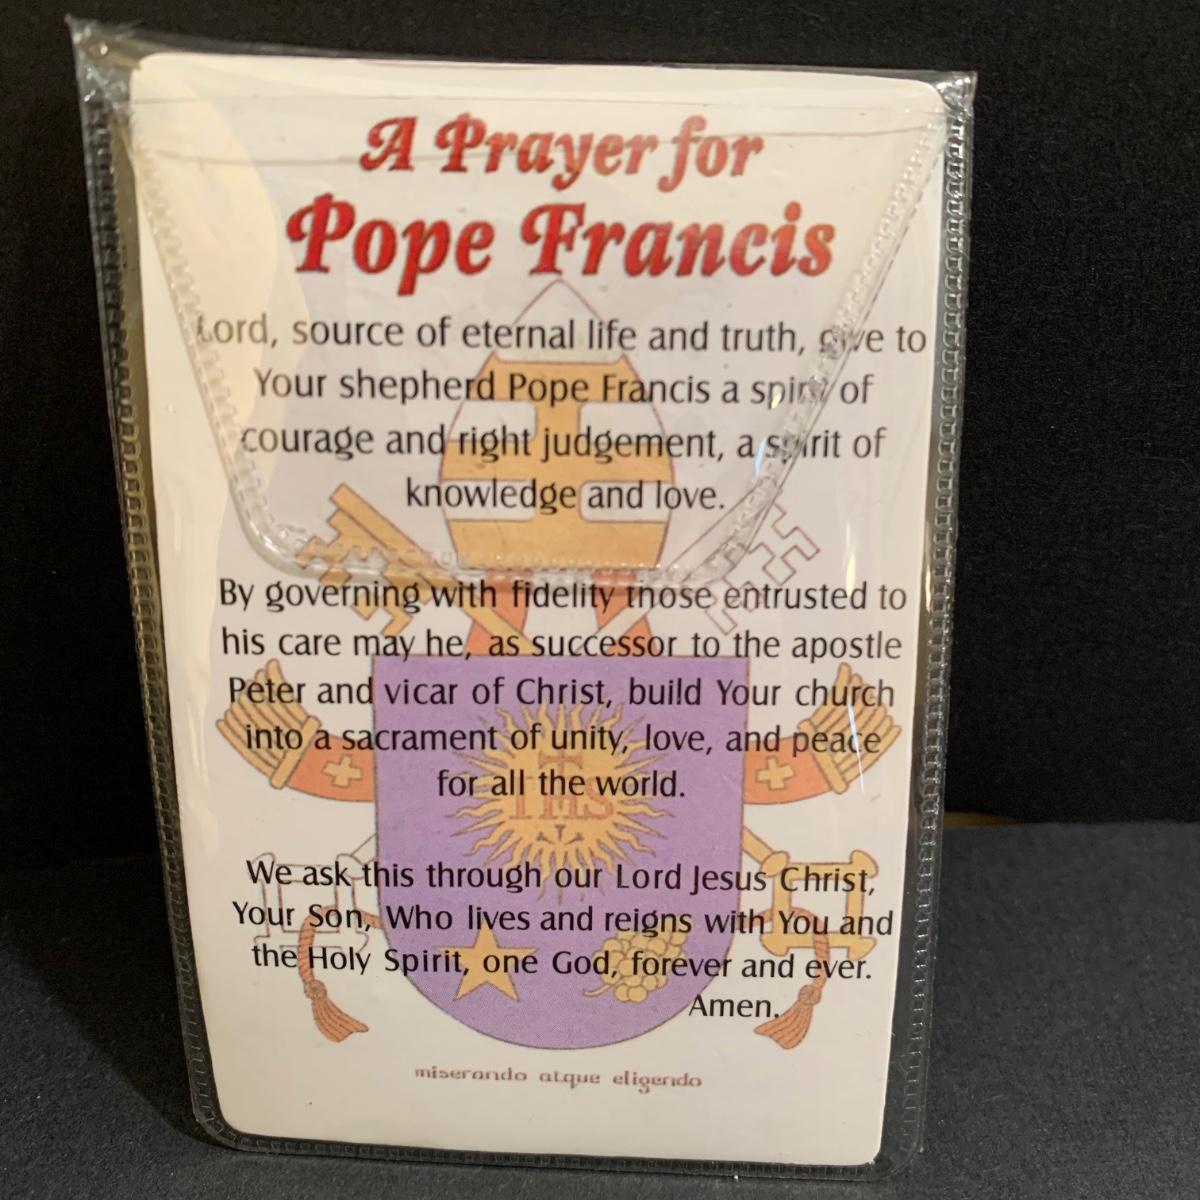 A Prayer for
Pope Francis
Lord, source of eternal life and truth, give to
Your shepherd Pope Francis a spirit of
courage and right judgement, a spirit of
knowledge and love.
By governing with fidelity those entrusted to
his care may he, as successor to the apostle
Peter and vicar of Christ, build Your church
into a sacrament of unity, love, and peace
for all the world.
IHS
We ask this through our Lord Jesus Christ,
Your Son, Who lives and reigns with You and
the Holy Spirit, one God, forever and ever.
Amen.
miserando atque eligendo